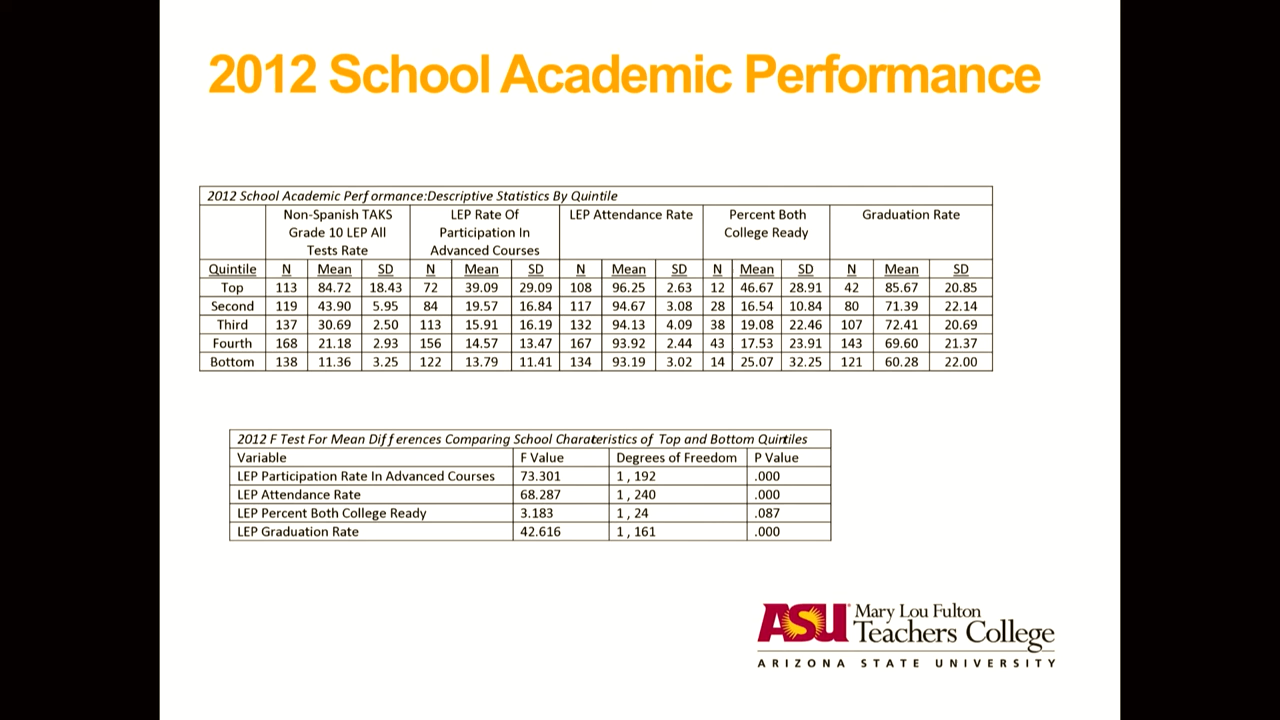 2012 School Academic Performance
2012 School Academic Performance:Descriptive Statistics By Quintile
Non-Spanish TAKS Grade 10 LEP All Tests Rate LEP Rate Of Participation In Advanced Courses LEP Attendance Rate Percent Both College Ready Graduation Rate
Quintile N Mean SD N Mean SD N Mean SD N Mean SD N Mean SD
Top 113 84.72 18.43 72 39.09 29.09 108 96.25 2.63 12 46.67 28.91 42 85.67 20.85
Second 119 43.90 5.95 84 19.57 16.84 117 94.67 3.08 28 16.54 10.84 80 71.39 22.14
Third 137 30.69 2.50 113 15.91 16.19 132 94.13 4.09 38 19.08 22.46 107 72.41 20.69
Fourth 168 21.18 2.93 156 14.57 13.47 167 93.92 2.44 43 17.53 23.91 143 69.60 21.37
Bottom 138 11.36 3.25 122 13.79 11.41 134 93.19 3.02 14 25.07 32.25 121 60.28 22.00
2012 F Test For Mean Differences Comparing School Charateristics of Top and Bottom Quintiles
Variable F Value Degrees of Freedom P Value
LEP Participation Rate In Advanced Courses 73.301 1 , 192 .000
LEP Attendance Rate 68.287 1 , 240 .000
LEP Percent Both College Ready 3.183 1 , 24 .087
LEP Graduation Rate 42.616 1 , 161 .000
ASU Mary Lou Fulton
Teachers College
ARIZONA STATE UNIVERSITY